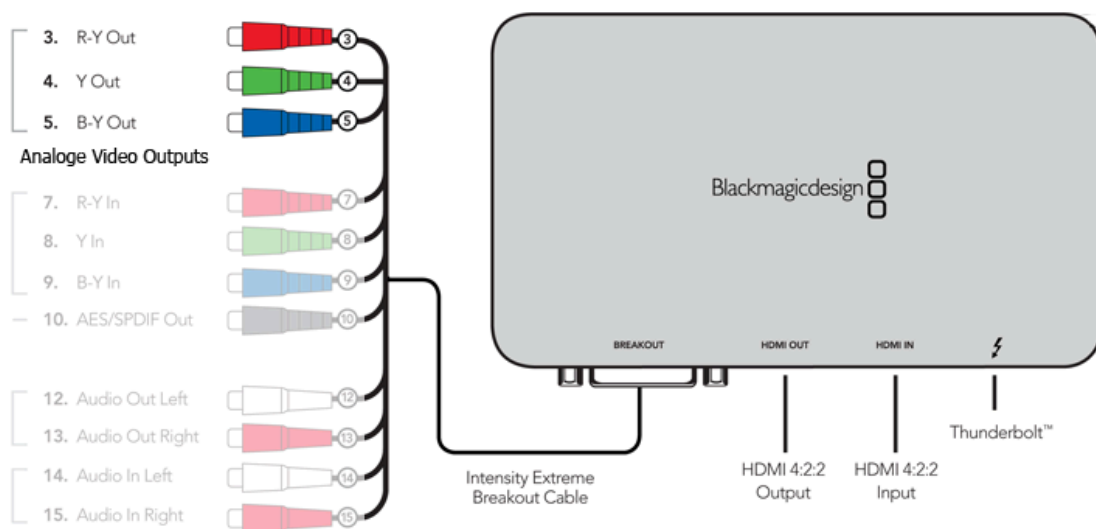 3. R-Y Out
3
4. Y Out
4
5. B-Y Out
5
Analoge Video Outputs
7. R-Y In
7
8. Y In
8
9. B-Y In
9
10. AES/SPDIF Out
10
12. Audio Out Left
12
13. Audio Out Right
13
14. Audio In Left
14
15. Audio In Right
15
Intensity Extreme
Breakout Cable
Blackmagicdesign
BREAKOUT
HDMI OUT
HDMI IN
HDMI 4:2:2
Output
HDMI 4:2:2
Input
Thunderbolt™